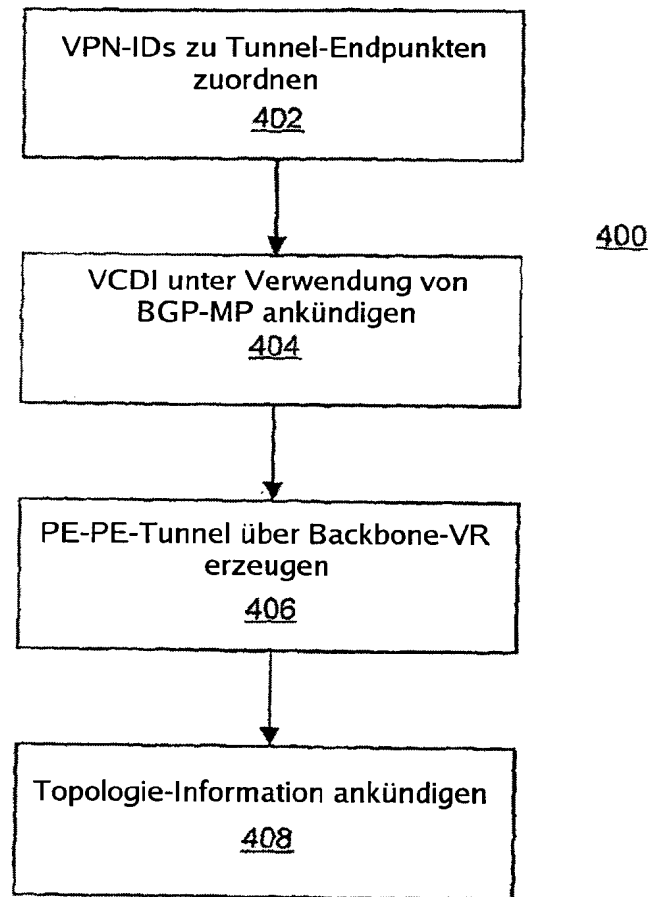 VPN-IDs zu Tunnel-Endpunkten
zuordnen
402
400
VCDI unter Verwendung von
BGP-MP ankündigen
404
PE-PE-Tunnel über Backbone-VR
erzeugen
406
Topologie-Information ankündigen
408